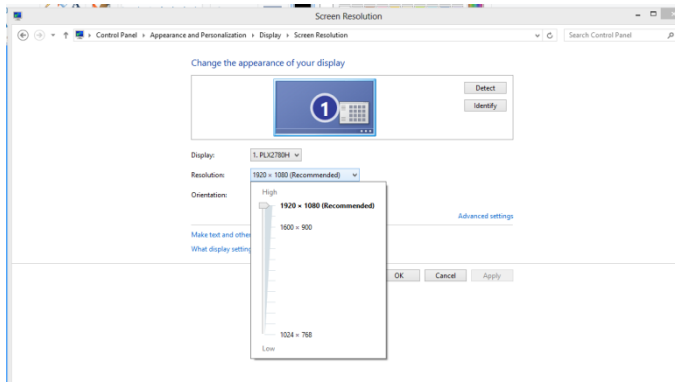 Screen Resolution
Control Panel
Appearance and Personalization
Display
Screen Resolution
Search Control Panel
Change the appearance of your display
1
Detect
Identify
Display:
1. PLX2780H
Resolution:
1920 × 1080 (Recommended)
Orientation:
High
1920 × 1080 (Recommended)
1600 × 900
1024 × 768
Low
Advanced settings
Make text and other
What display setting
OK
Cancel
Apply